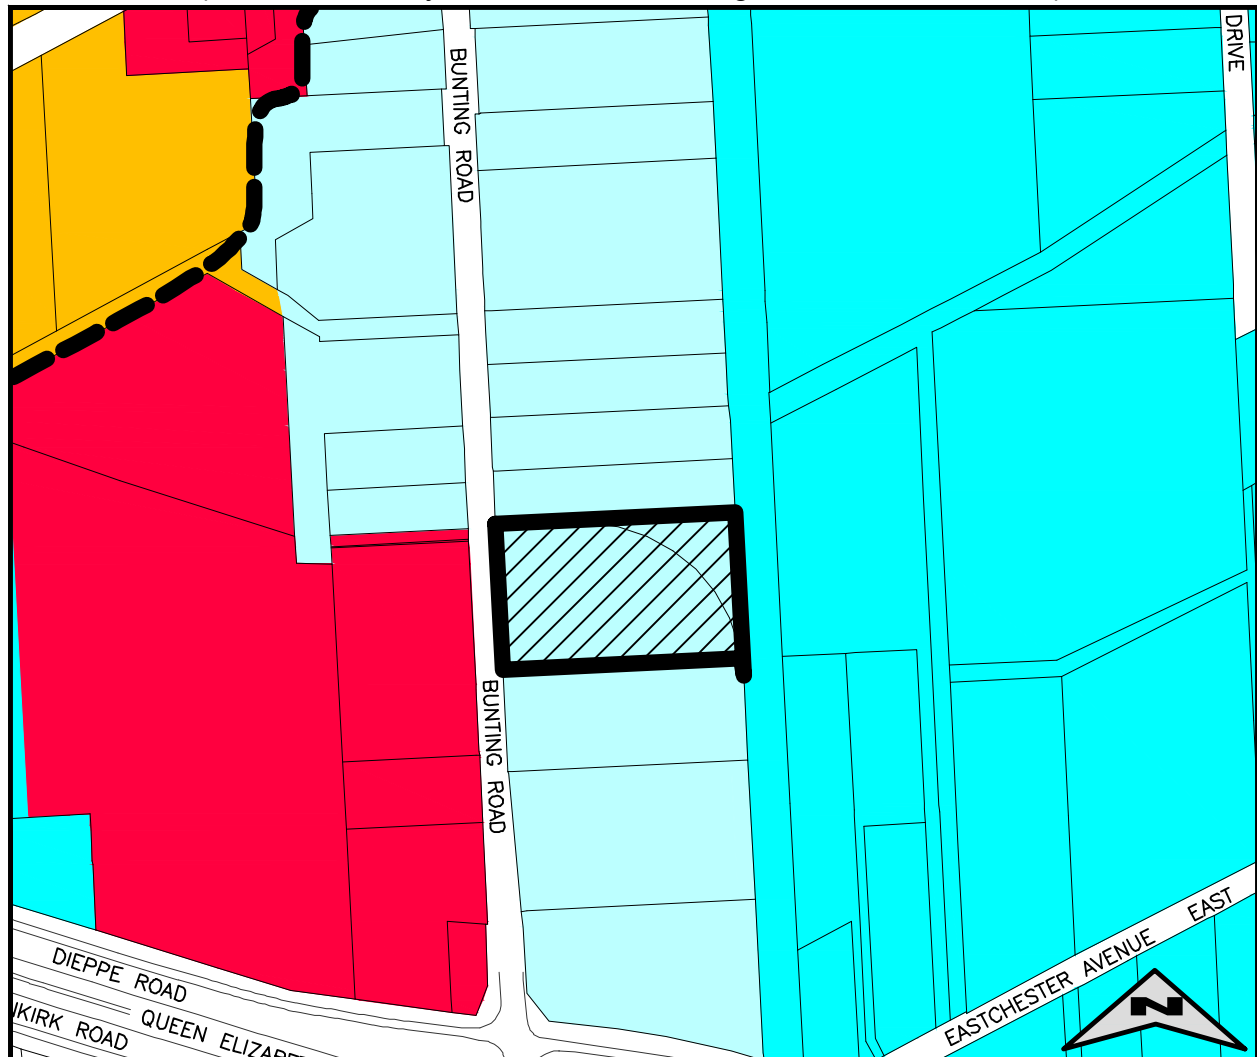 DRIVE
BUNTING ROAD
BUNTING ROAD
EASTCHESTER AVENUE EAST
DIEPPE ROAD
QUEEN ELIZABE
NKIRK ROAD
N